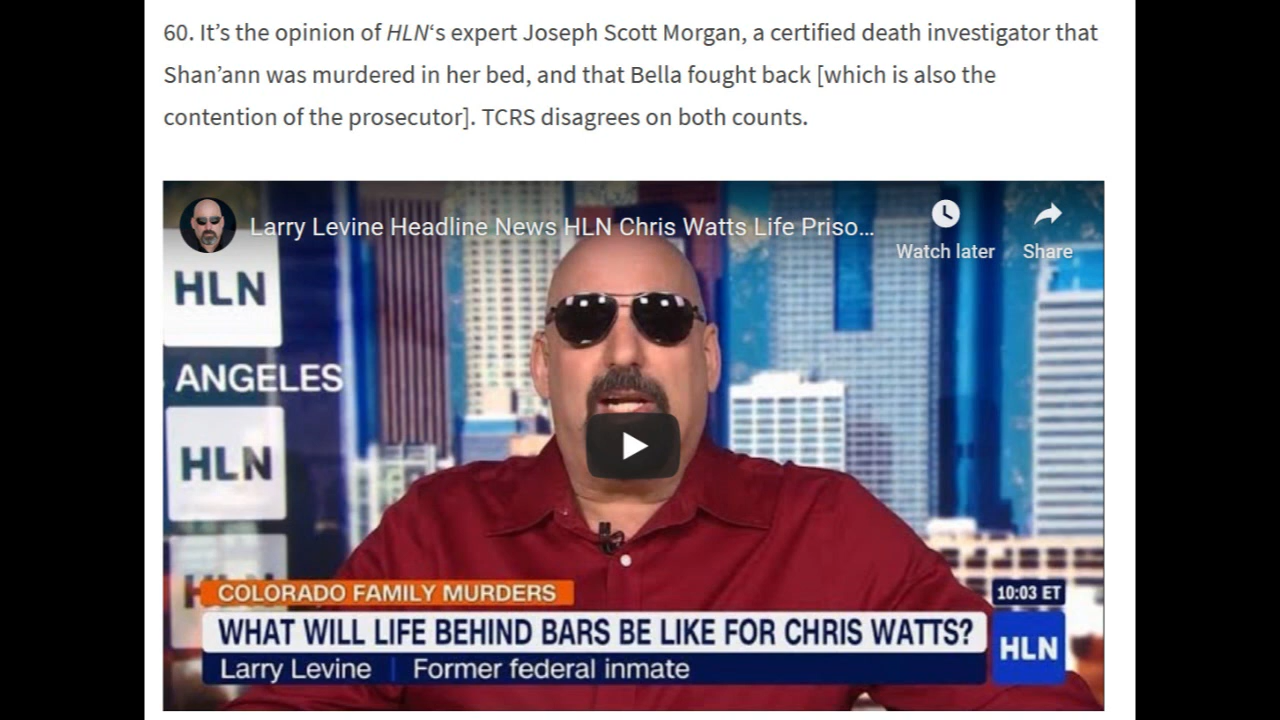 60. It’s the opinion of HLN‘s expert Joseph Scott Morgan, a certified death investigator that
Shan’ann was murdered in her bed, and that Bella fought back [which is also the
contention of the prosecutor]. TCRS disagrees on both counts.
Larry Levine Headline News HLN Chris Watts Life Priso...
Watch later
Share
HLN
ANGELES
HLN
HLN
COLORADO FAMILY MURDERS
10:03 ET
WHAT WILL LIFE BEHIND BARS BE LIKE FOR CHRIS WATTS?
HLN
Larry Levine | Former federal inmate